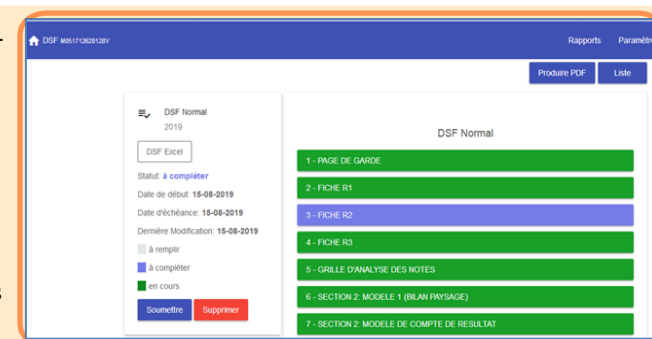 DSF M051712628128Y
Rapports
Paramètre
Produire PDF
Liste
DSF Normal
2019
DSF Excel
Statut: à compléter
Date de début: 15-08-2019
Date d'échéance: 15-08-2019
Dernière Modification: 15-08-2019
à remplir
à compléter
en cours
Soumettre
Supprimer
DSF Normal
1 - PAGE DE GARDE
2 - FICHE R1
3 - FICHE R2
4 - FICHE R3
5 - GRILLE D'ANALYSE DES NOTES
6 - SECTION 2: MODELE 1 (BILAN PAYSAGE)
7 - SECTION 2: MODELE DE COMPTE DE RESULTAT